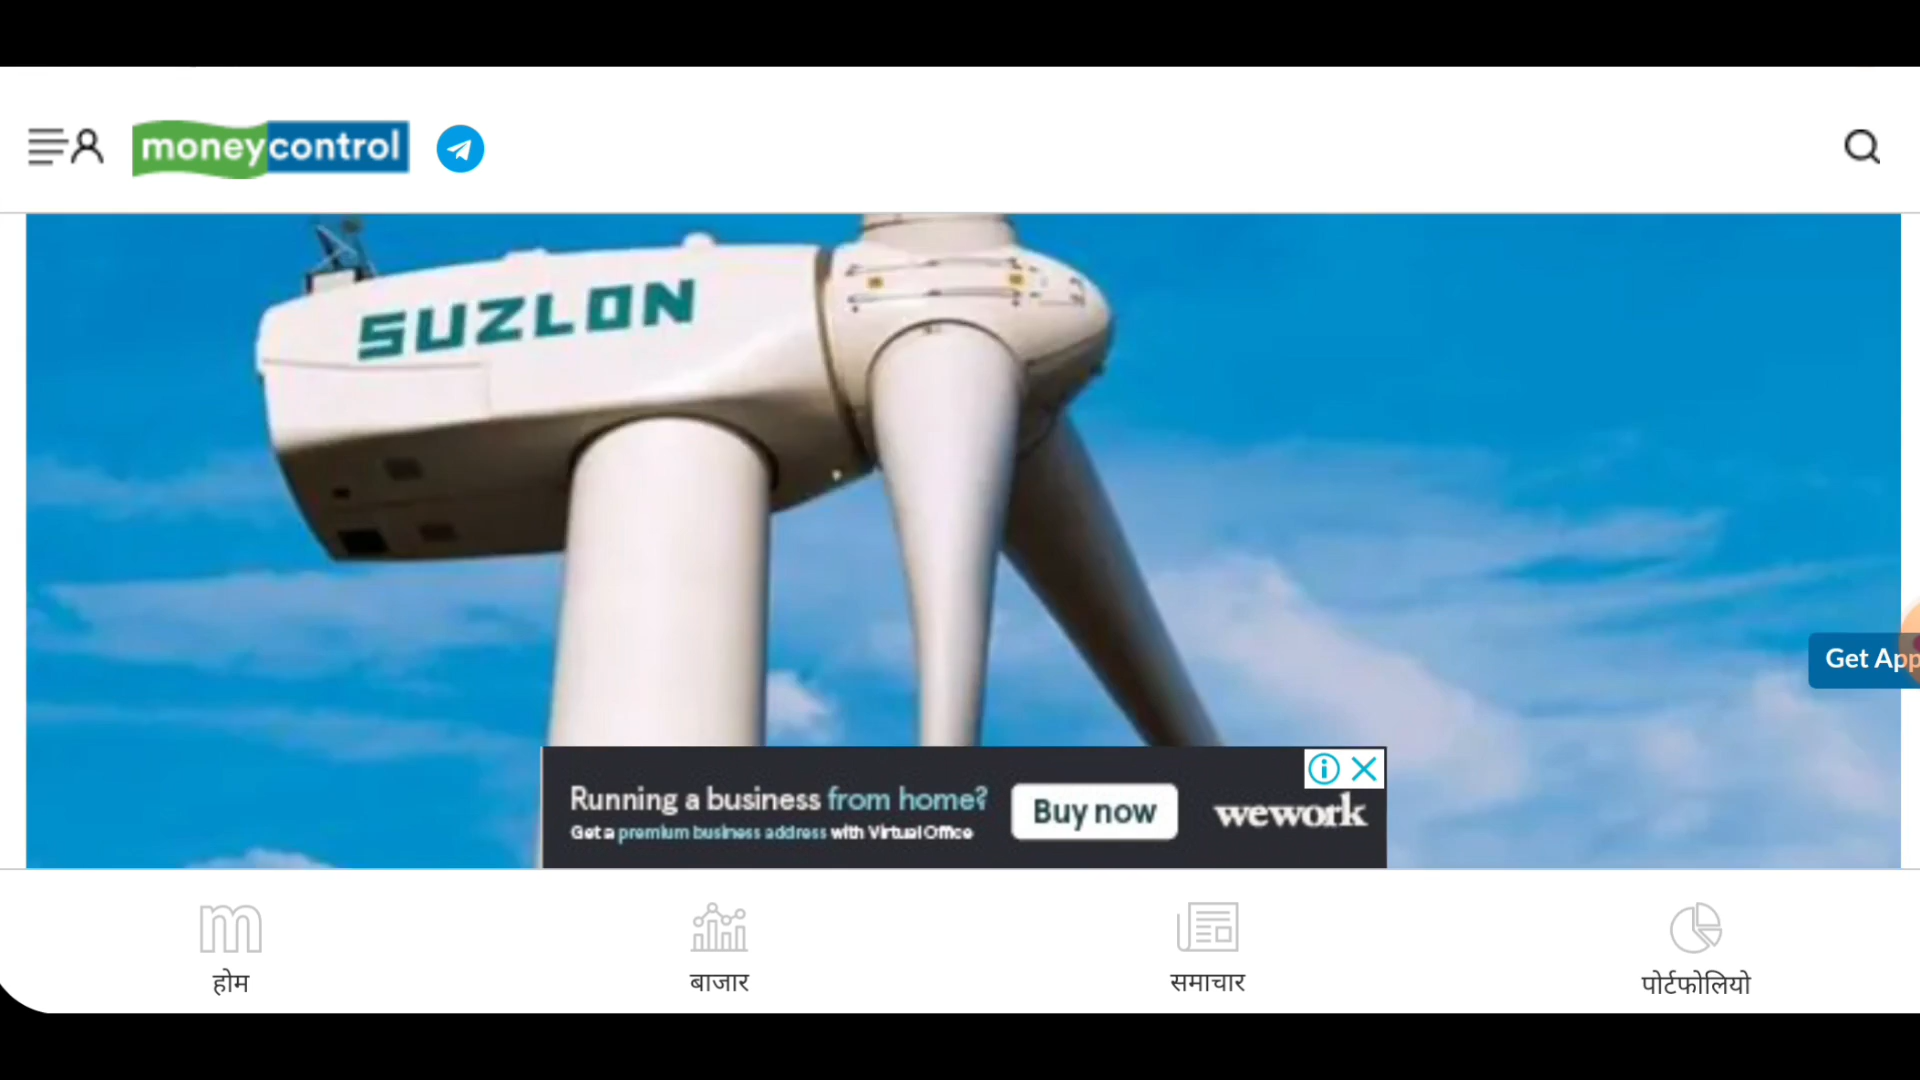 moneycontrol
SUZLON
Get App
Running a business from home?
Get a premium business address with Virtual Office
Buy now
wework
होम
बाजार
समाचार
पोर्टफोलियो